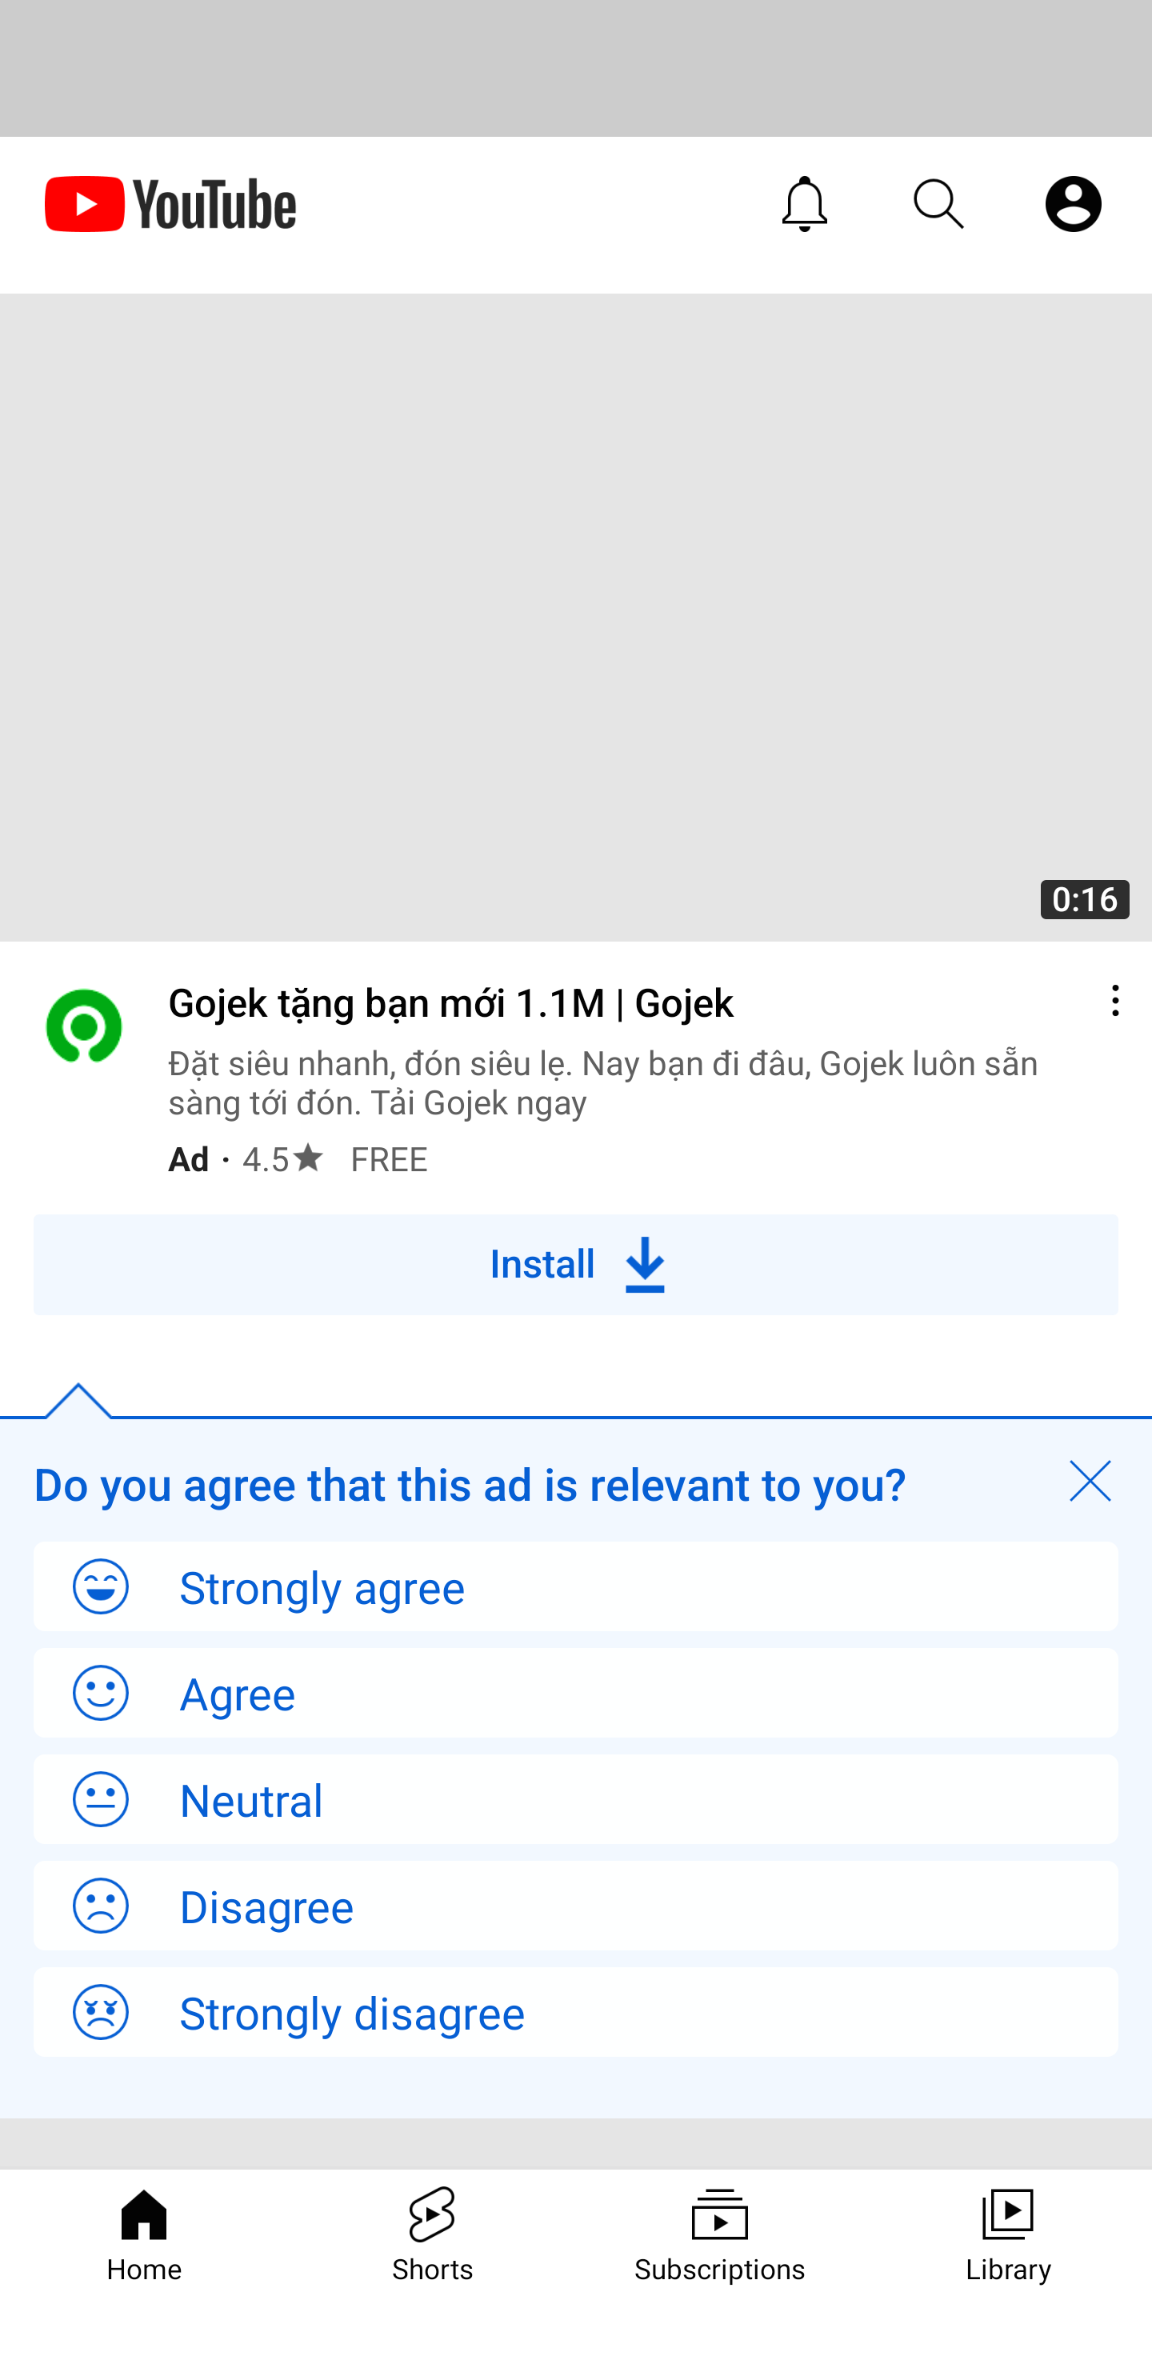 YouTube
0:16
Gojek tặng bạn mới 1.1M | Gojek
Đặt siêu nhanh, đón siêu lẹ. Nay bạn đi đâu, Gojek luôn sẵn
sàng tới đón. Tải Gojek ngay
Ad · 4.5★ FREE
Install
Do you agree that this ad is relevant to you?
Strongly agree
Agree
Neutral
Disagree
Strongly disagree
Home Shorts Subscriptions Library